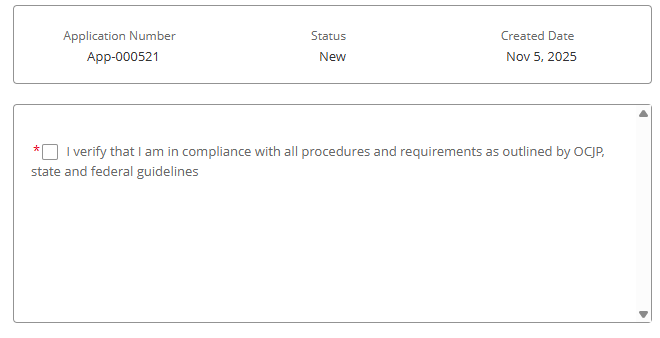 Application Number Status Created Date
App-000521 New Nov 5, 2025
* I verify that I am in compliance with all procedures and requirements as outlined by OCJP,
state and federal guidelines